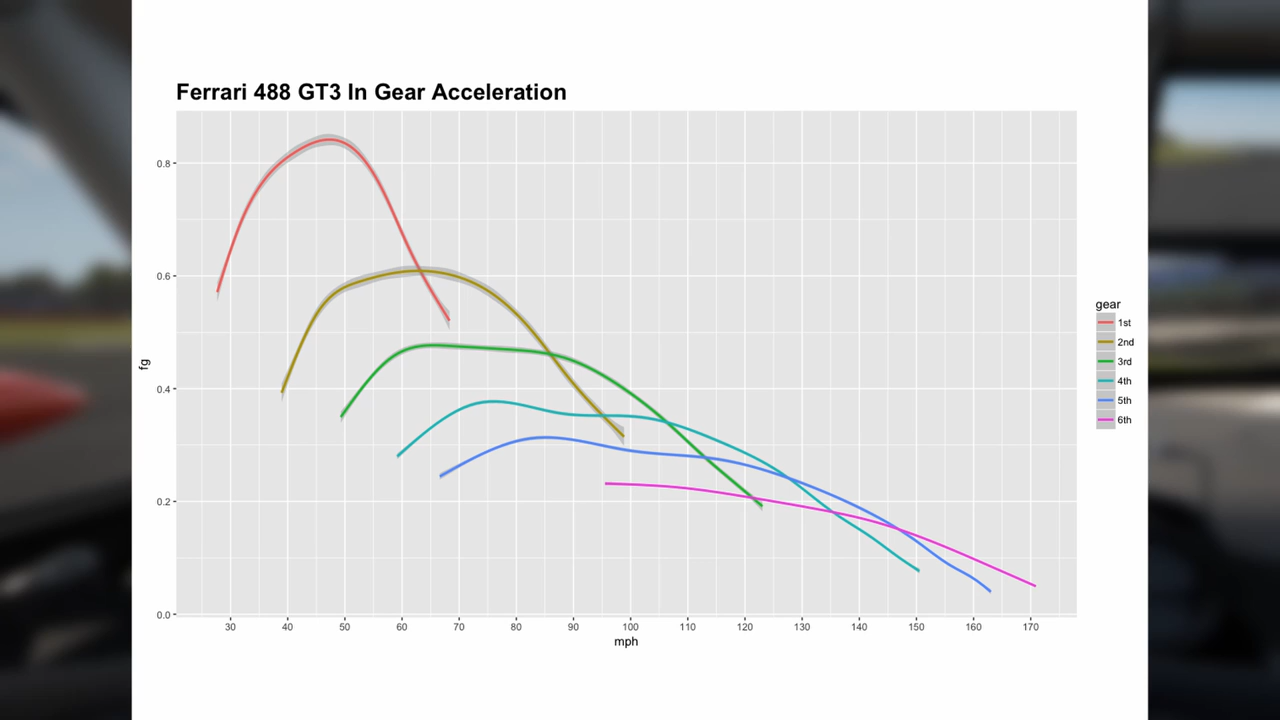 Ferrari 488 GT3 In Gear Acceleration
0.8
0.6
0.4
0.2
0.0
fg
30 40 50 60 70 80 90 100 110 120 130 140 150 160 170
mph
gear
1st
2nd
3rd
4th
5th
6th